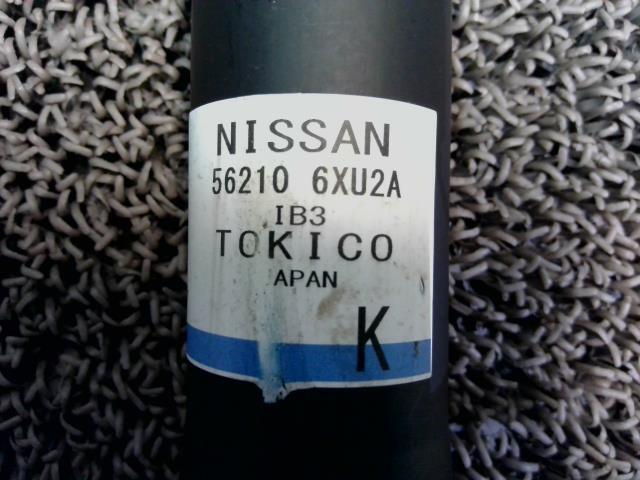 NISSAN
56210 6XU2A
IB3
TOKICO
APAN
K